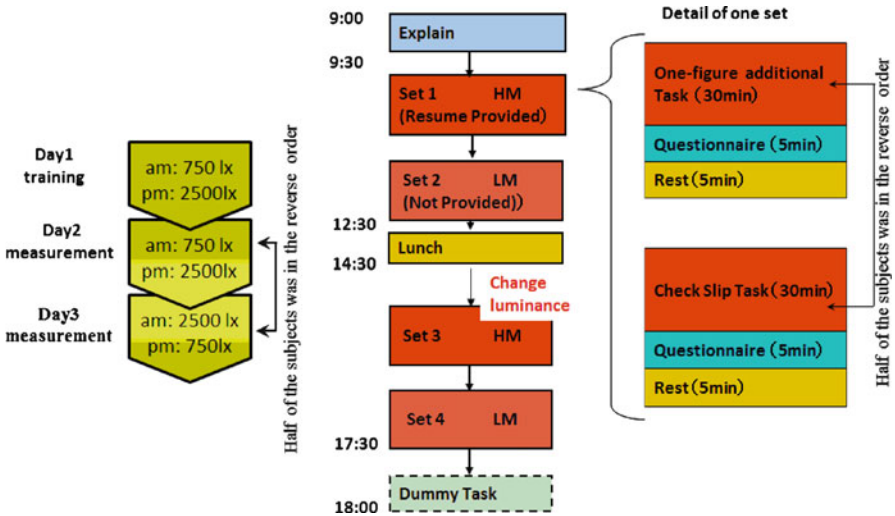 Day1
training
am: 750 lx
pm: 2500lx
Day2
measurement
am: 750 lx
pm: 2500lx
Day3
measurement
am: 2500 lx
pm: 750lx
Half of the subjects was in the reverse order
9:00
Explain
9:30
Set 1 HM
(Resume Provided)
Set 2 LM
(Not Provided))
12:30
Lunch
14:30
Change
luminance
Set 3 HM
Set 4 LM
17:30
Dummy Task
18:00
Detail of one set
One-figure additional
Task (30min)
Questionnaire (5min)
Rest (5min)
Check Slip Task (30min)
Questionnaire (5min)
Rest (5min)
Half of the subjects was in the reverse order